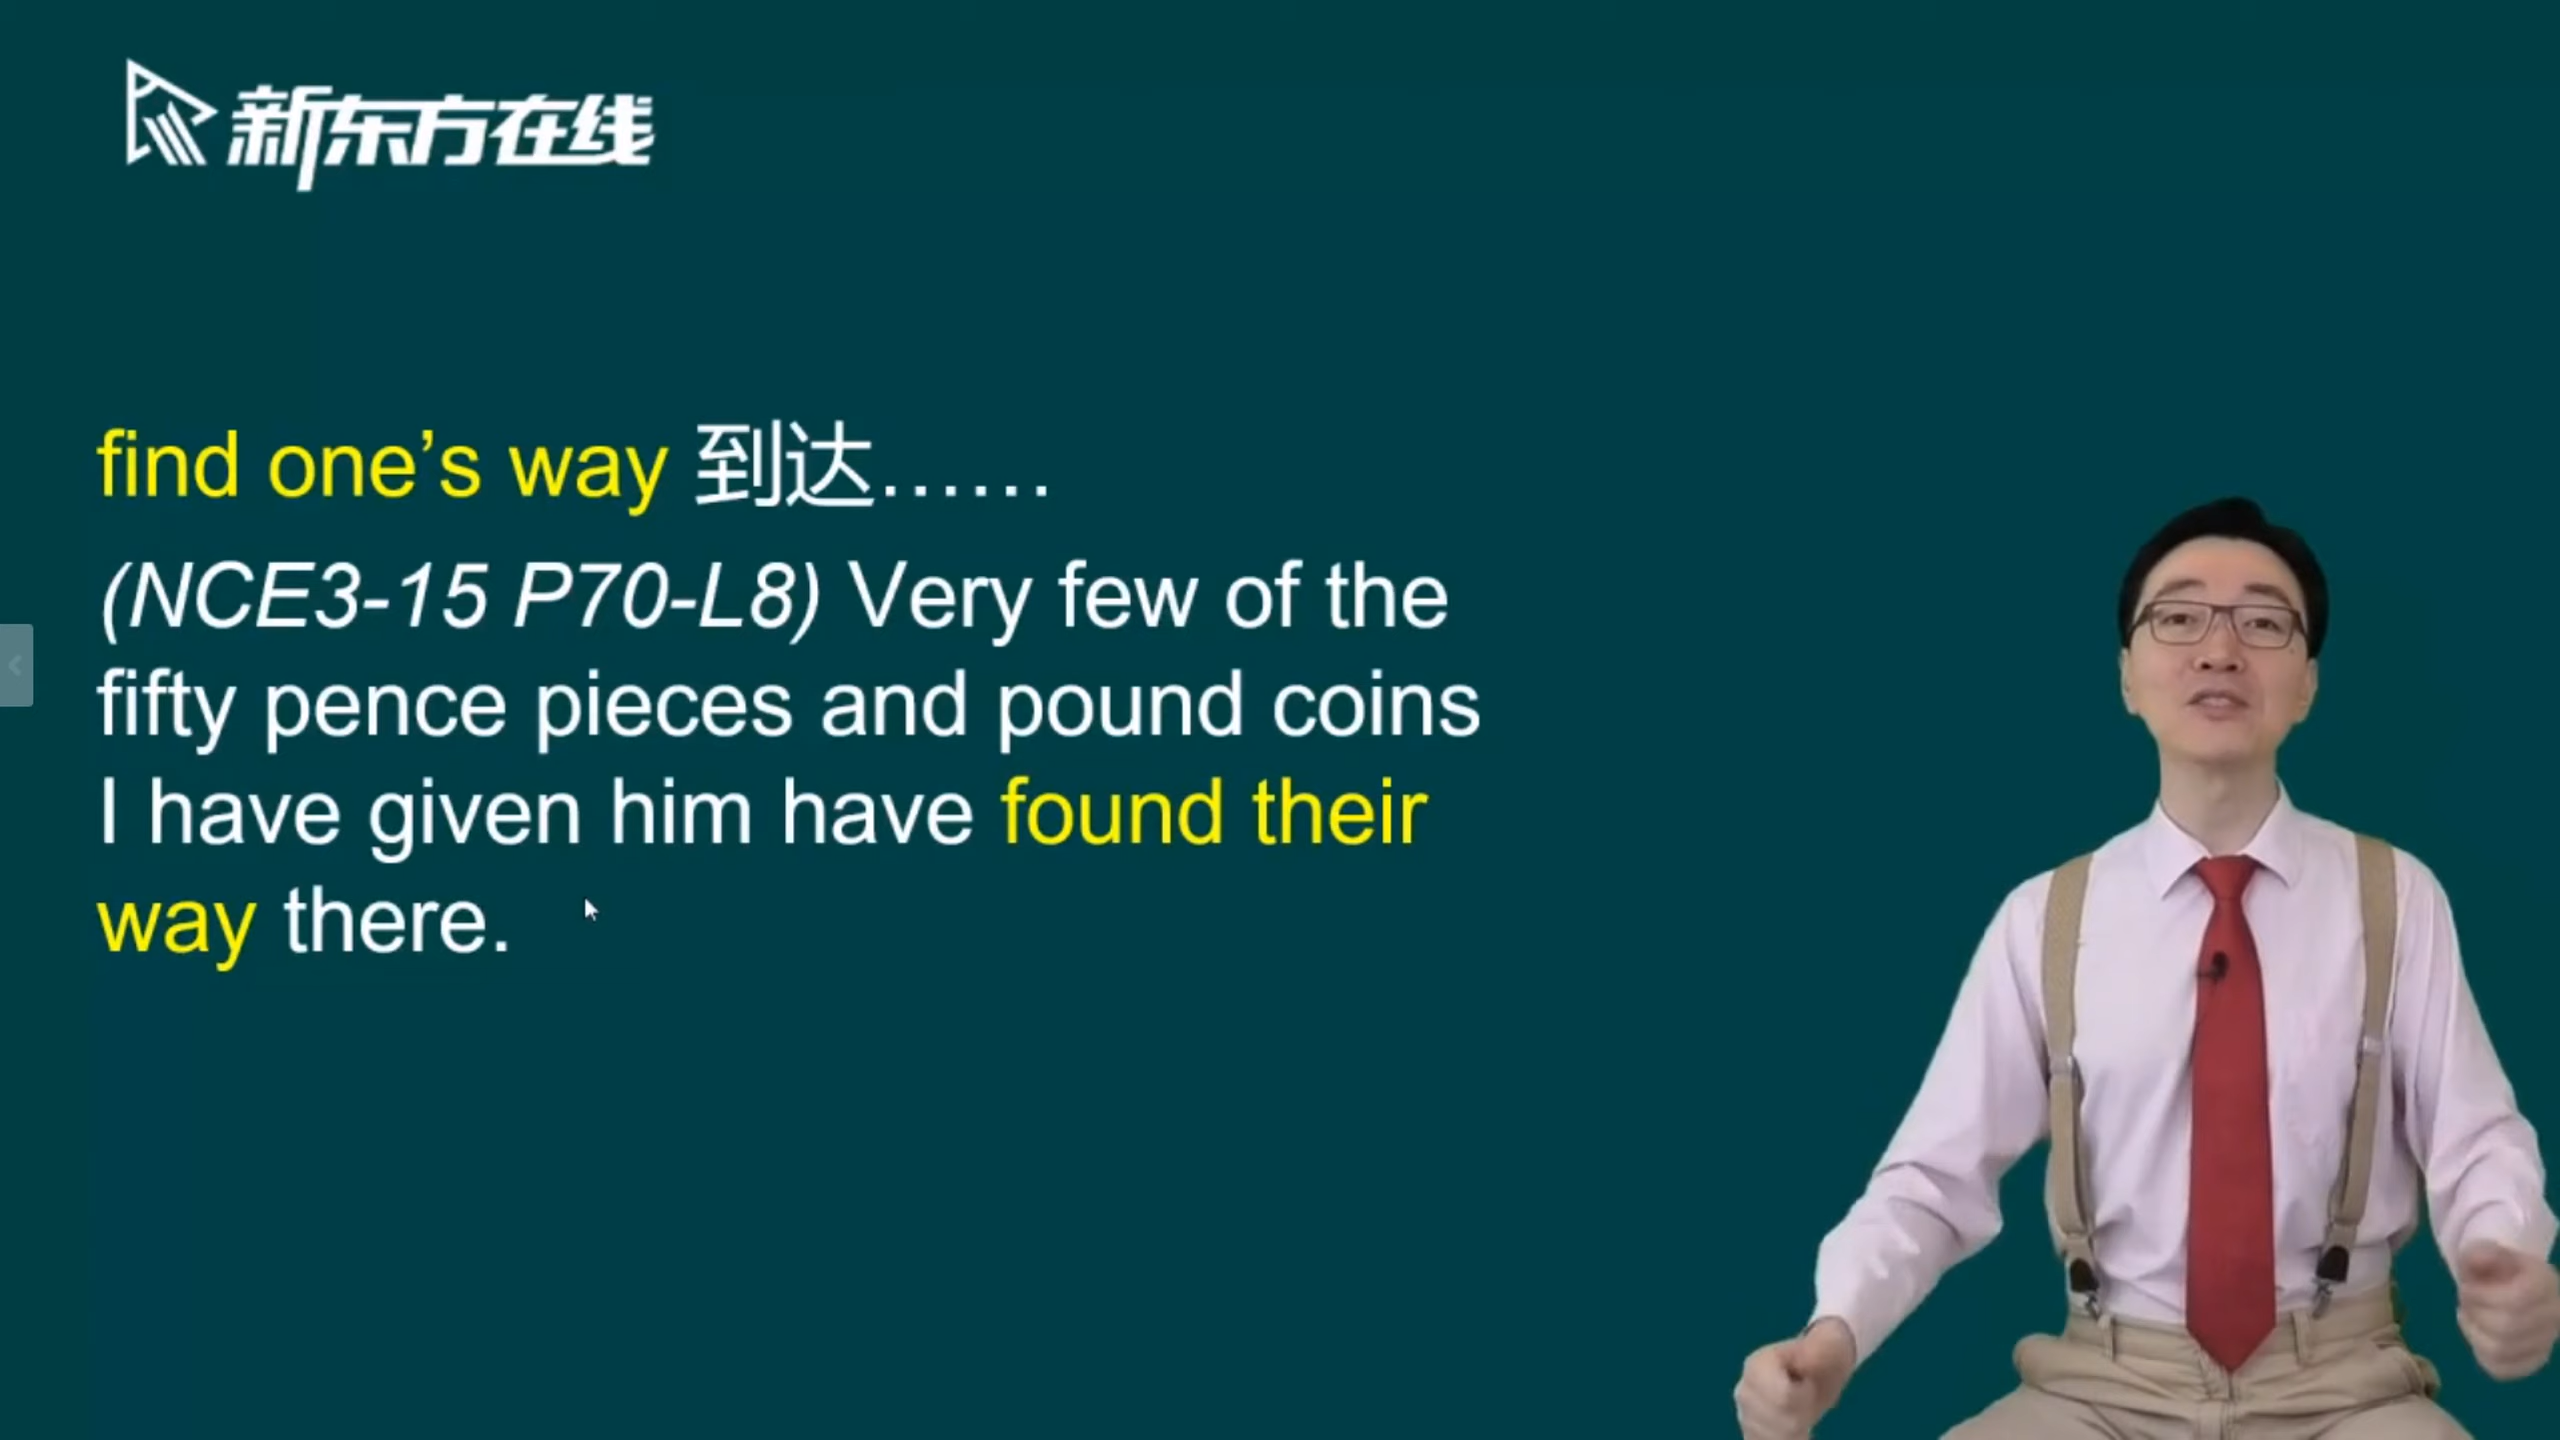 新东方在线
find one’s way 到达……
(NCE3-15 P70-L8) Very few of the
fifty pence pieces and pound coins
I have given him have found their
way there.